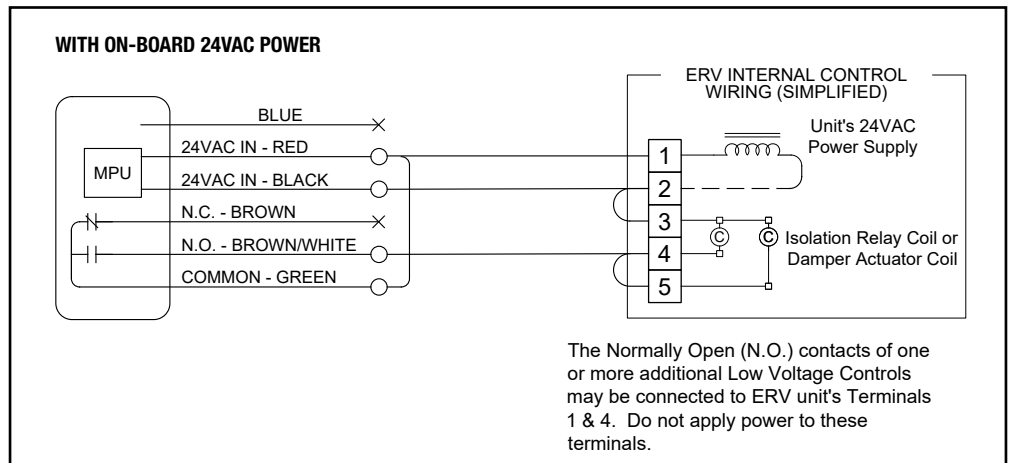 WITH ON-BOARD 24VAC POWER
BLUE
24VAC IN - RED
MPU
24VAC IN - BLACK
N.C. - BROWN
N.O. - BROWN/WHITE
COMMON - GREEN
ERV INTERNAL CONTROL
WIRING (SIMPLIFIED)
Unit's 24VAC
Power Supply
1
2
3
4
5
C
C
Isolation Relay Coil or
Damper Actuator Coil
The Normally Open (N.O.) contacts of one
or more additional Low Voltage Controls
may be connected to ERV unit's Terminals
1 & 4. Do not apply power to these
terminals.